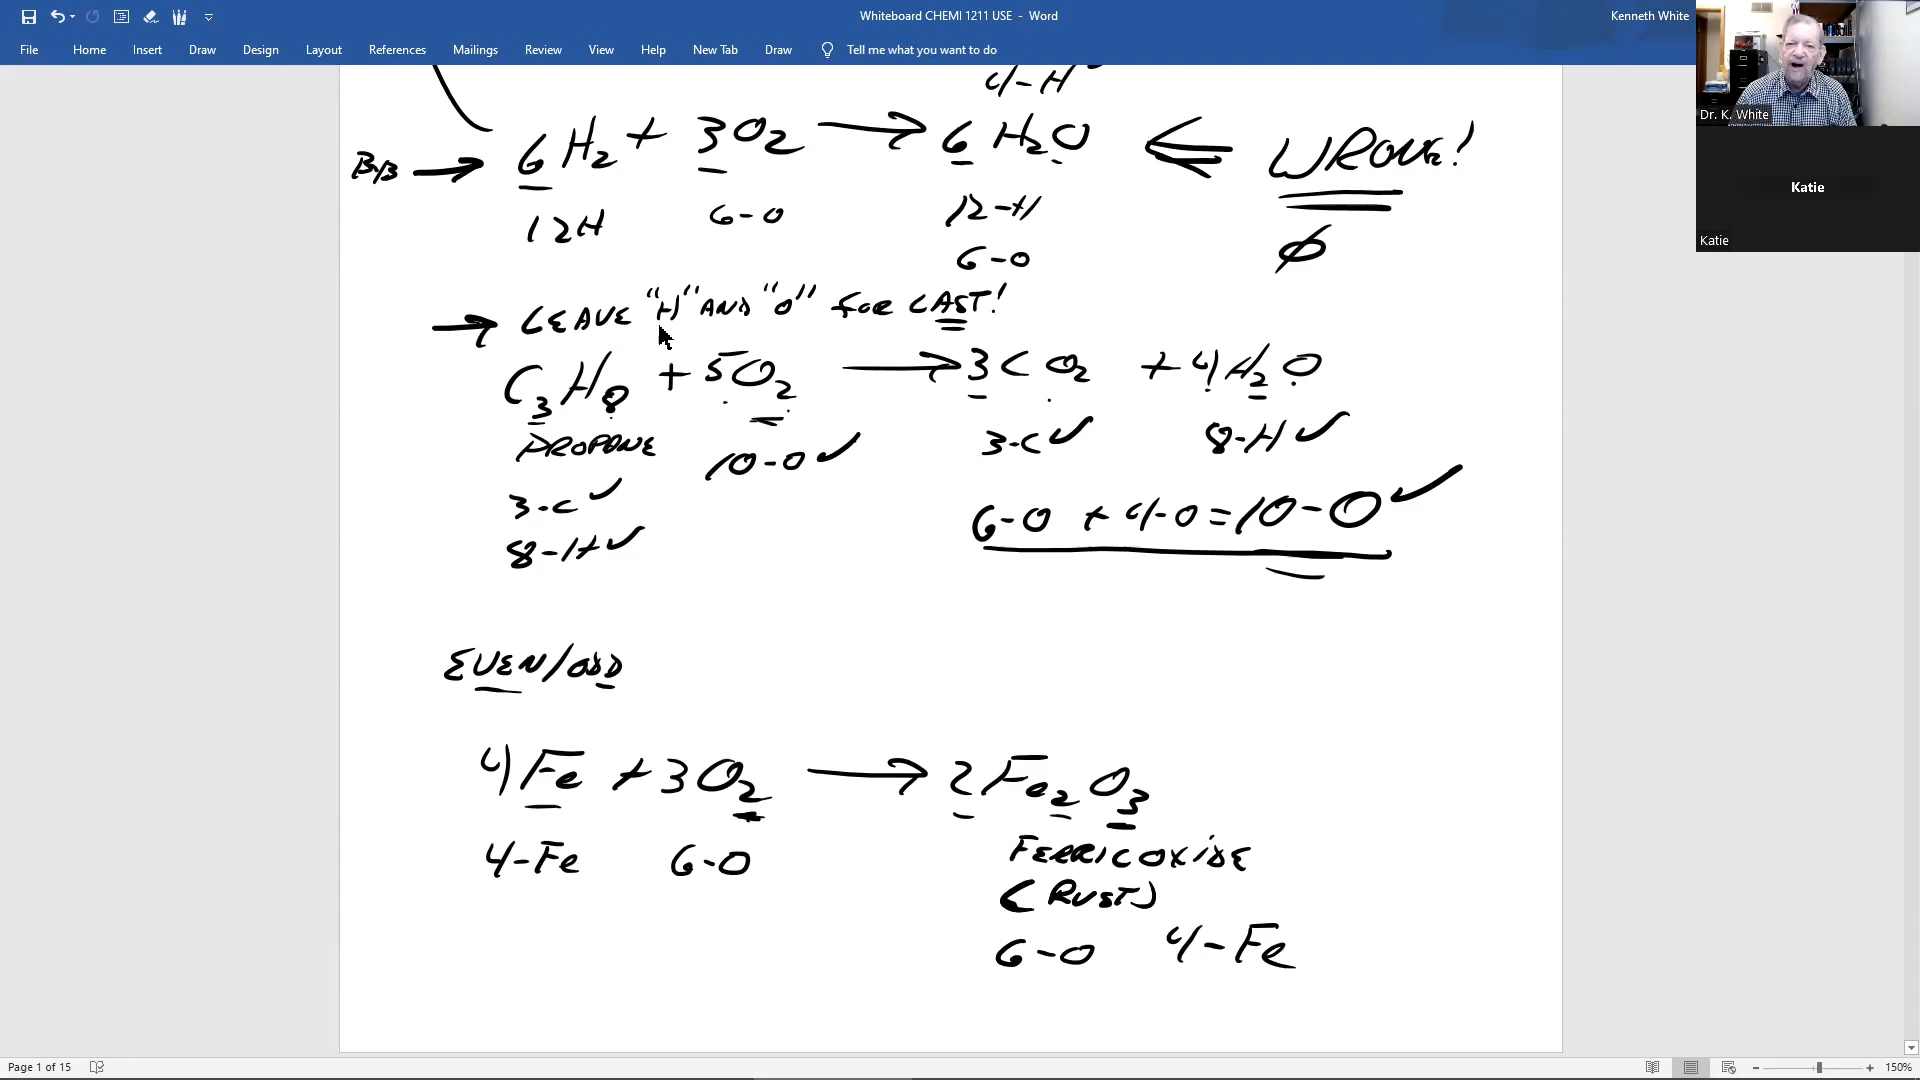 Whiteboard CHEMI 1211 USE - Word
Kenneth White
File Home Insert Draw Design Layout References Mailings Review View Help New Tab Draw Tell me what you want to do
Dr. K. White
Katie
Katie
4-H
6H2 + 3O2 → 6H2O ⇐ WRONG!
12H 6-O 12-H
6-O
→ LEAVE "H" AND "O" for LAST!
C3H8 + 5O2 → 3CO2 + 4H2O
PROPANE 10-O ✓ 3-C ✓ 8-H ✓
3-C ✓
8-H ✓
6-O + 4-O = 10-O ✓
EVEN/ODD
4Fe + 3O2 → 2Fe2O3
4-Fe 6-O
FERRIC OXIDE
(RUST)
6-O 4-Fe
Page 1 of 15
150%